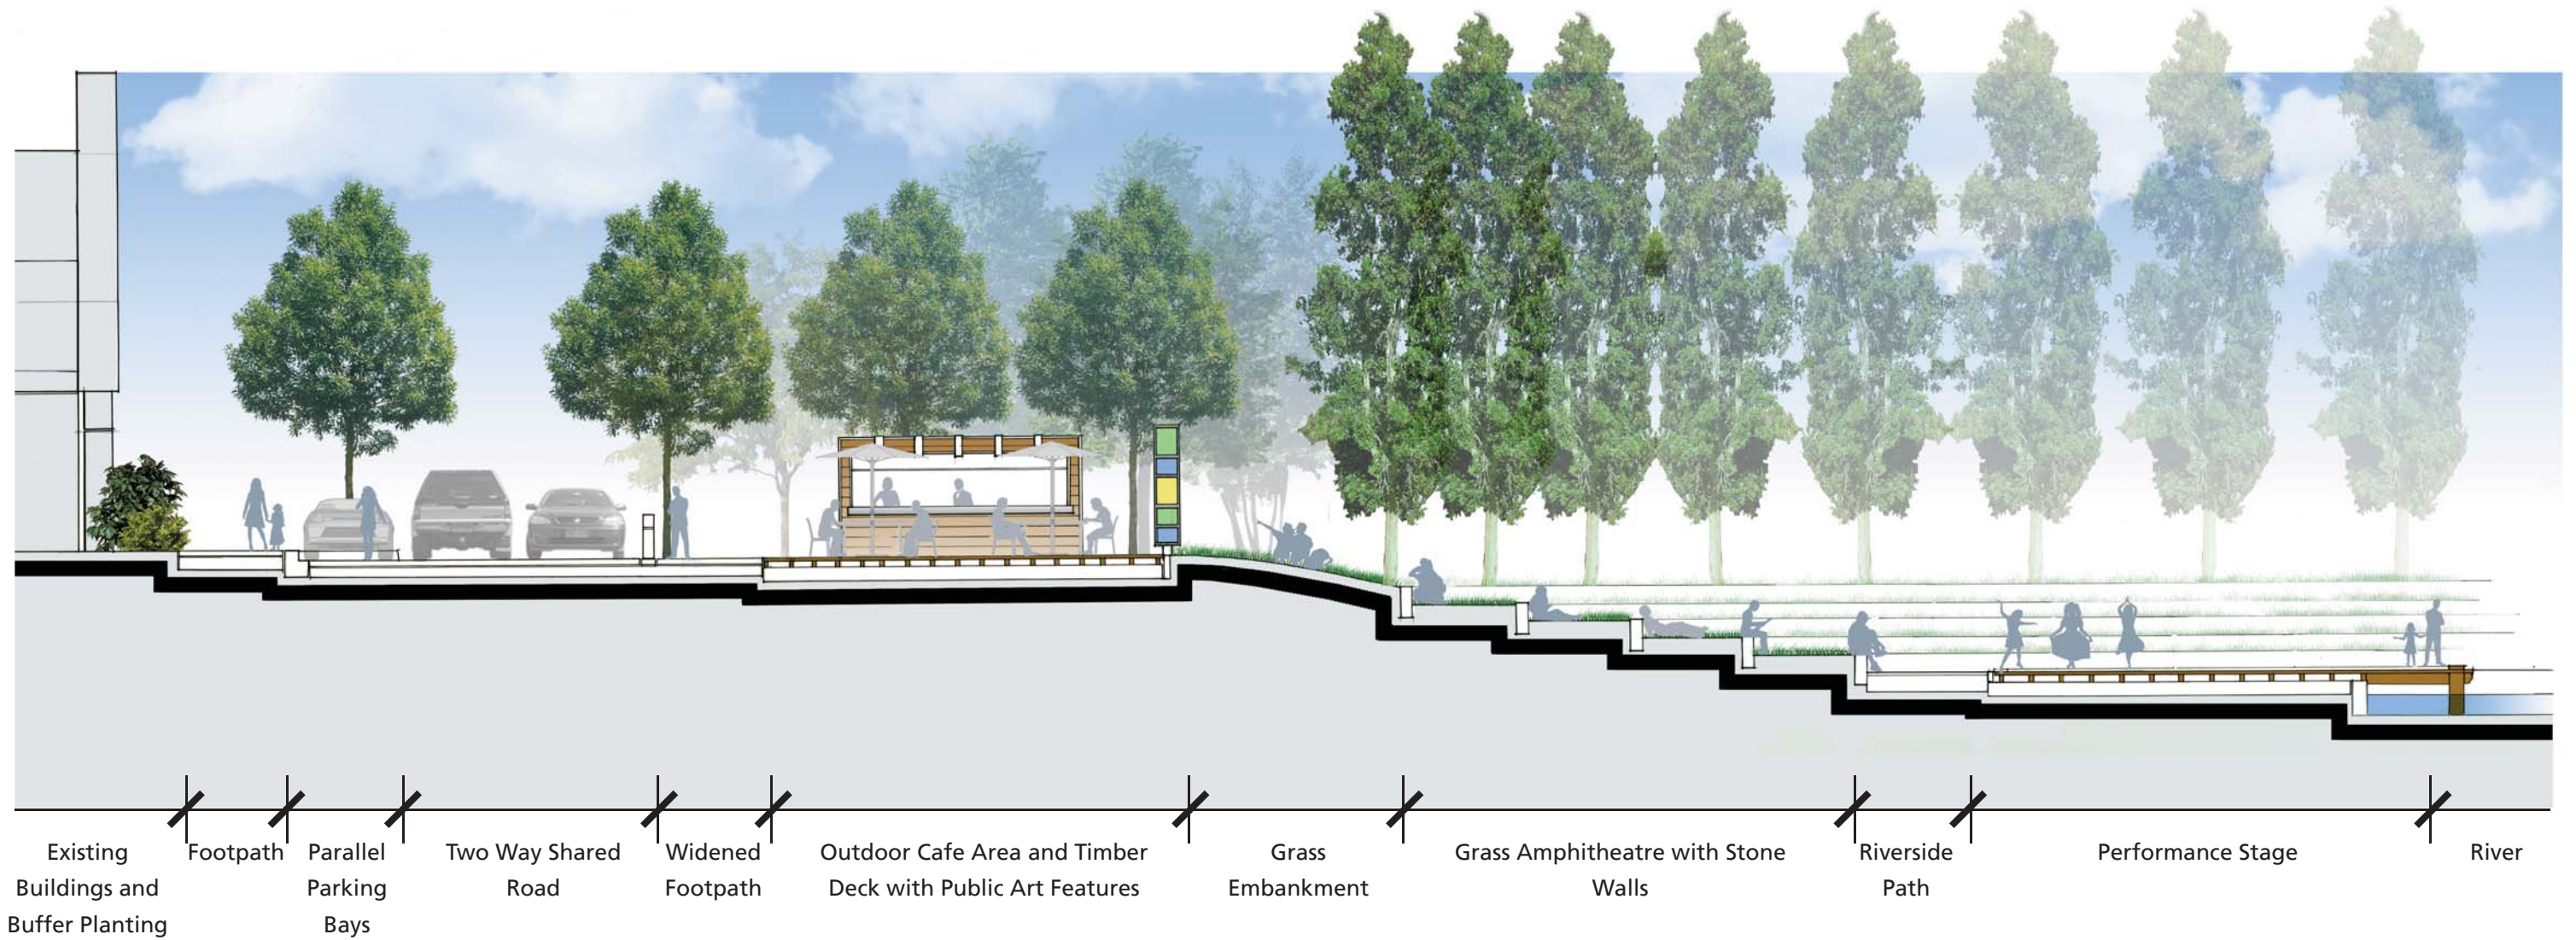 Existing
Buildings and
Buffer Planting
Footpath
Parallel
Parking
Bays
Two Way Shared
Road
Widened
Footpath
Outdoor Cafe Area and Timber
Deck with Public Art Features
Grass
Embankment
Grass Amphitheatre with Stone
Walls
Riverside
Path
Performance Stage
River